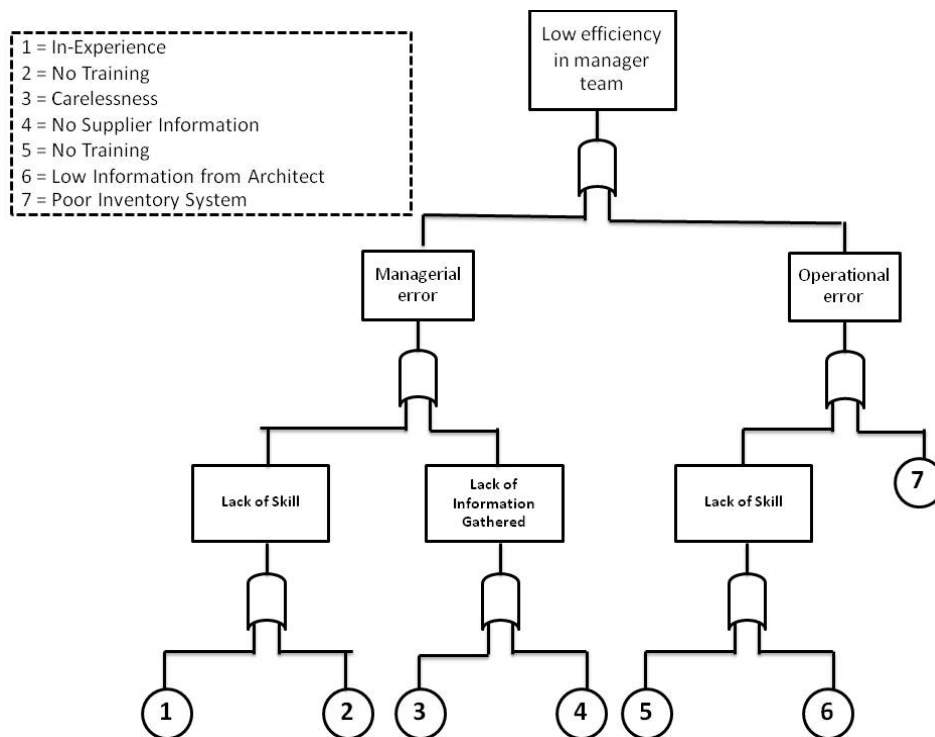 1 = In-Experience
2 = No Training
3 = Carelessness
4 = No Supplier Information
5 = No Training
6 = Low Information from Architect
7 = Poor Inventory System
Low efficiency
in manager
team
Managerial
error
Operational
error
Lack of Skill
Lack of
Information
Gathered
Lack of Skill
7
1
2
3
4
5
6